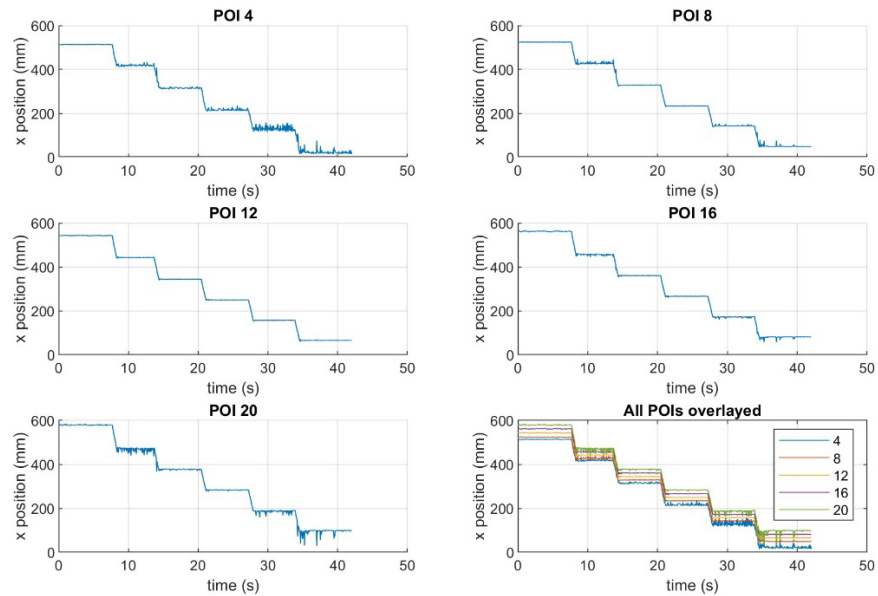 POI 4
600
400
200
0
x position (mm)
0 10 20 30 40 50
time (s)
POI 8
600
400
200
0
x position (mm)
0 10 20 30 40 50
time (s)
POI 12
600
400
200
0
x position (mm)
0 10 20 30 40 50
time (s)
POI 16
600
400
200
0
x position (mm)
0 10 20 30 40 50
time (s)
POI 20
600
400
200
0
x position (mm)
0 10 20 30 40 50
time (s)
All POIs overlayed
600
400
200
0
x position (mm)
4
8
12
16
20
0 10 20 30 40 50
time (s)